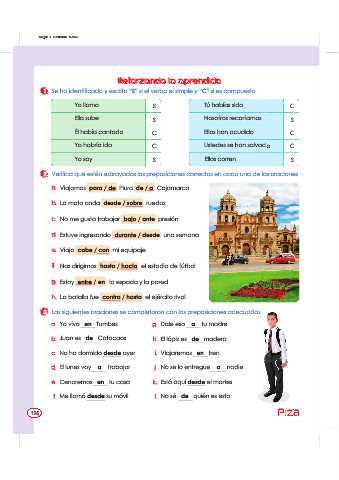 Reforzando lo aprendido
1. Se ha identificado y escrito "S" si el verbo es simple y "C" si es compuesto
Yo llamo S
Tú habías sido C
Ella sube S
Nosotros recorríamos S
Él había cantado C
Ellos han acudido C
Yo habría ido C
Ustedes se han salvado C
Yo soy S
Ellos comen S
2. Verifica que estén subrayadas las preposiciones correctas en cada una de las oraciones
a. Viajamos para / de Piura de / a Cajamarca
b. La moto anda desde / sobre ruedas
c. No me gusta trabajar bajo / ante presión
d. Estuve ingresando durante / desde una semana
e. Viajo cabe / con mi equipaje
f. Nos dirigimos hasta / hacia el estadio de fútbol
g. Estoy entre / en la espada y la pared
h. La batalla fue contra / hasta el ejército rival
3. Las siguientes oraciones se completaron con las preposiciones adecuadas
a. Yo vivo en Tumbes
g. Dale eso a tu madre
b. Juan es de Catacaos
h. El lápiz es de madera
c. No ha dormido desde ayer
i. Viajaremos en tren
d. El lunes voy a trabajar
j. No se lo entregue a nadie
e. Cenaremos en tu casa
k. Está aquí desde el martes
f. Me llamó desde su móvil
l. No sé de quién es esto
Piza